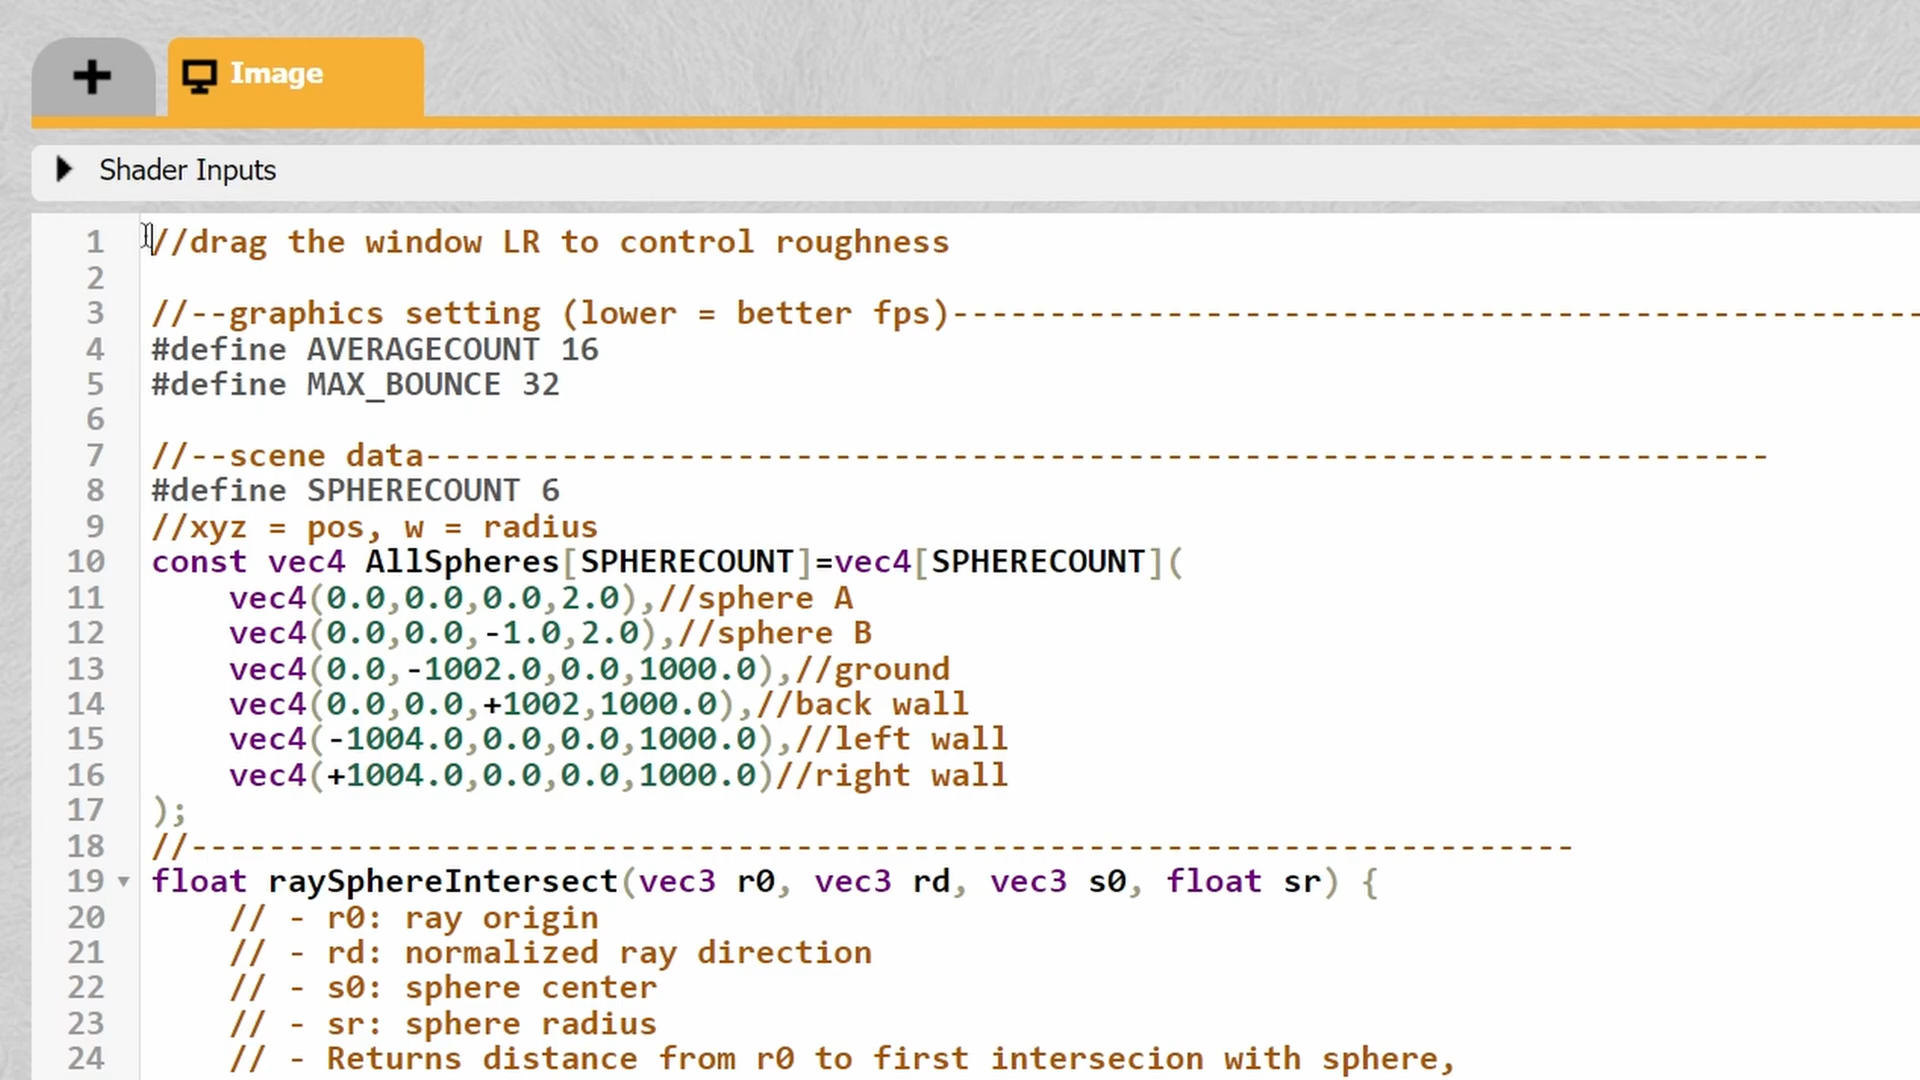 + Image
Shader Inputs
1 //drag the window LR to control roughness
2
3 //--graphics setting (lower = better fps)--------------------------------------------------
4 #define AVERAGECOUNT 16
5 #define MAX_BOUNCE 32
6
7 //--scene data---------------------------------------------------------------------
8 #define SPHERECOUNT 6
9 //xyz = pos, w = radius
10 const vec4 AllSpheres[SPHERECOUNT]=vec4[SPHERECOUNT](
11     vec4(0.0,0.0,0.0,2.0),//sphere A
12     vec4(0.0,0.0,-1.0,2.0),//sphere B
13     vec4(0.0,-1002.0,0.0,1000.0),//ground
14     vec4(0.0,0.0,+1002,1000.0),//back wall
15     vec4(-1004.0,0.0,0.0,1000.0),//left wall
16     vec4(+1004.0,0.0,0.0,1000.0)//right wall
17 );
18 //-----------------------------------------------------------------------
19 float raySphereIntersect(vec3 r0, vec3 rd, vec3 s0, float sr) {
20     // - r0: ray origin
21     // - rd: normalized ray direction
22     // - s0: sphere center
23     // - sr: sphere radius
24     // - Returns distance from r0 to first intersecion with sphere,